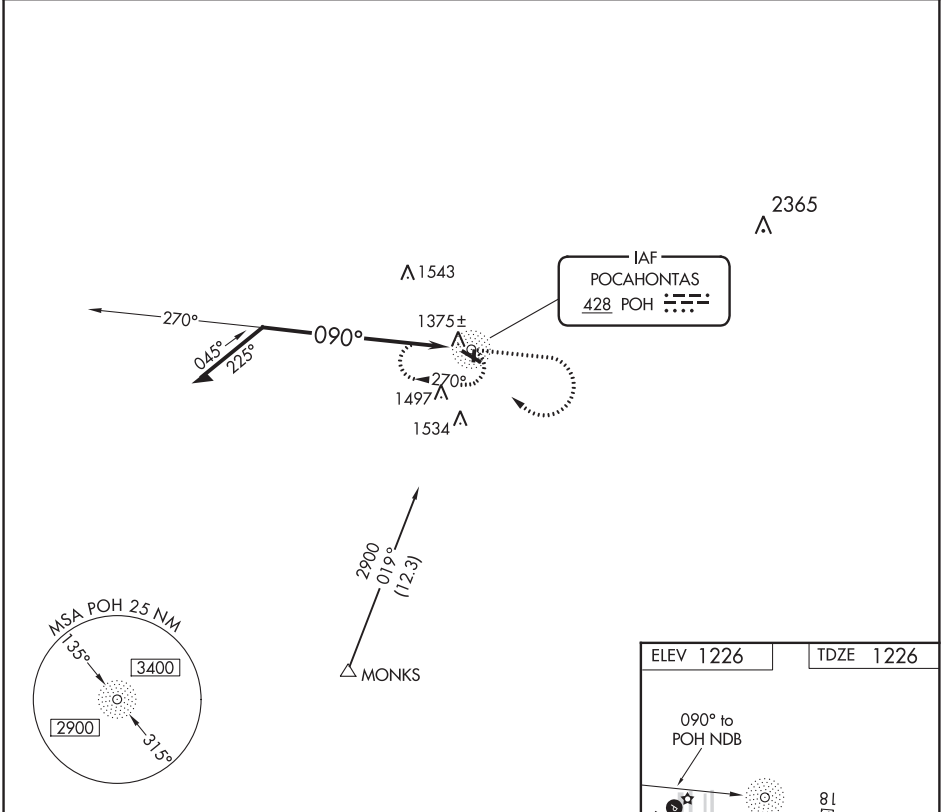 2365
IAF
POCAHONTAS
428 POH
1543
1375±
270°
090°
045°
225°
270°
1497
1534
2900
019°
(12.3)
MONKS
MSA POH 25 NM
135°
3400
2900
315°
ELEV 1226
TDZE 1226
090° to
POH NDB
P
18